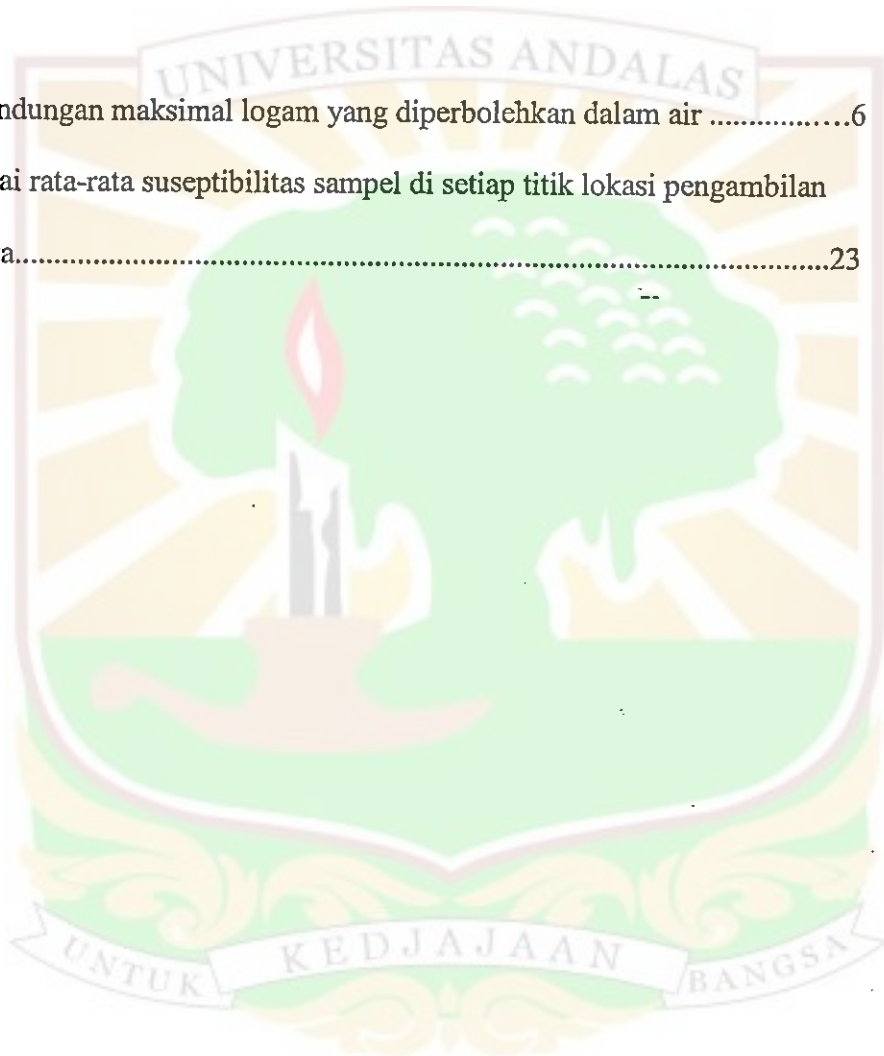 UNIVERSITAS ANDALAS
ndungan maksimal logam yang diperbolehkan dalam air ................6
ai rata-rata suseptibilitas sampel di setiap titik lokasi pengambilan
a.............................................................................................23
UNTUK KEDJAJAAN BANGSA